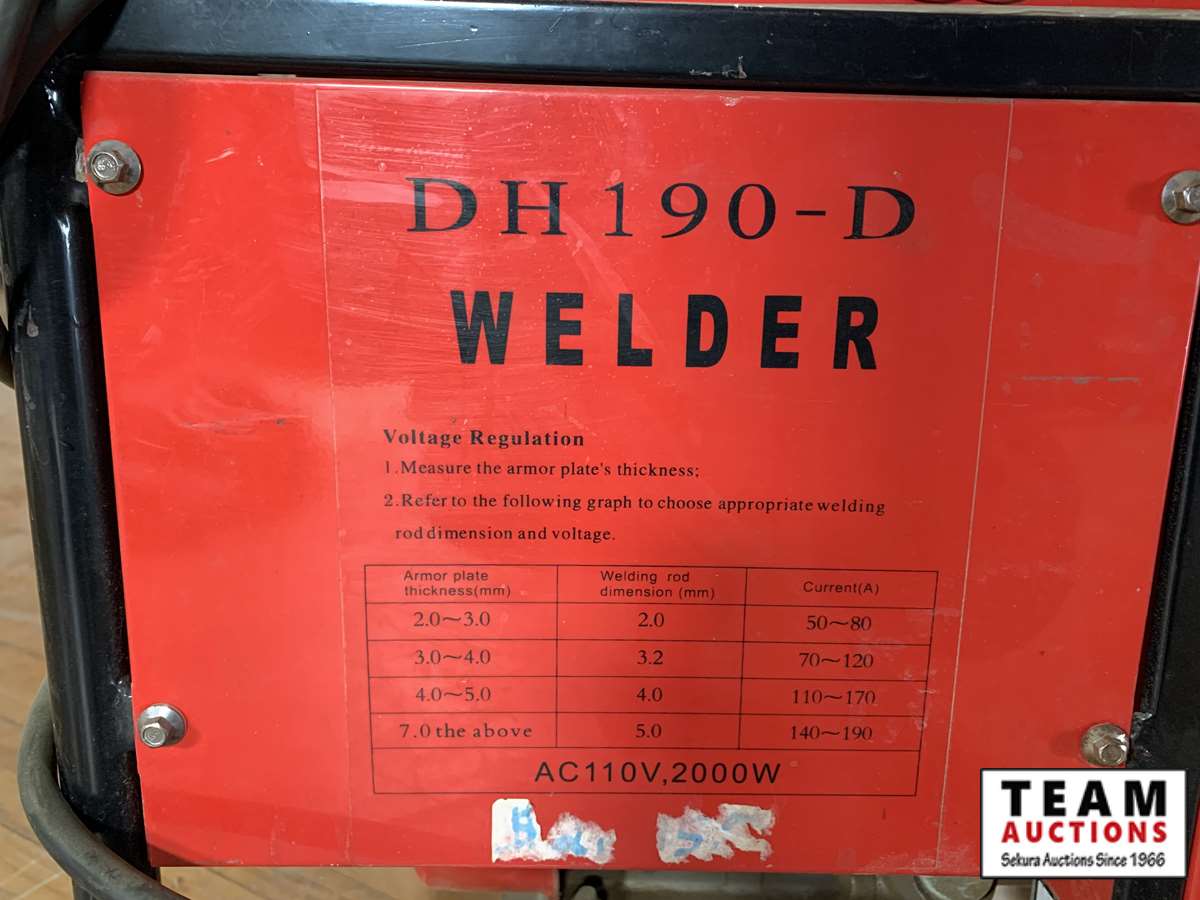 DH190-D
WELDER
Voltage Regulation
1.Measure the armor plate's thickness;
2.Refer to the following graph to choose appropriate welding
rod dimension and voltage.
Armor plate thickness(mm) Welding rod dimension (mm) Current(A)
2.0～3.0 2.0 50～80
3.0～4.0 3.2 70～120
4.0～5.0 4.0 110～170
7.0 the above 5.0 140～190
AC110V,2000W
TEAM
AUCTIONS
Sekura Auctions Since 1966